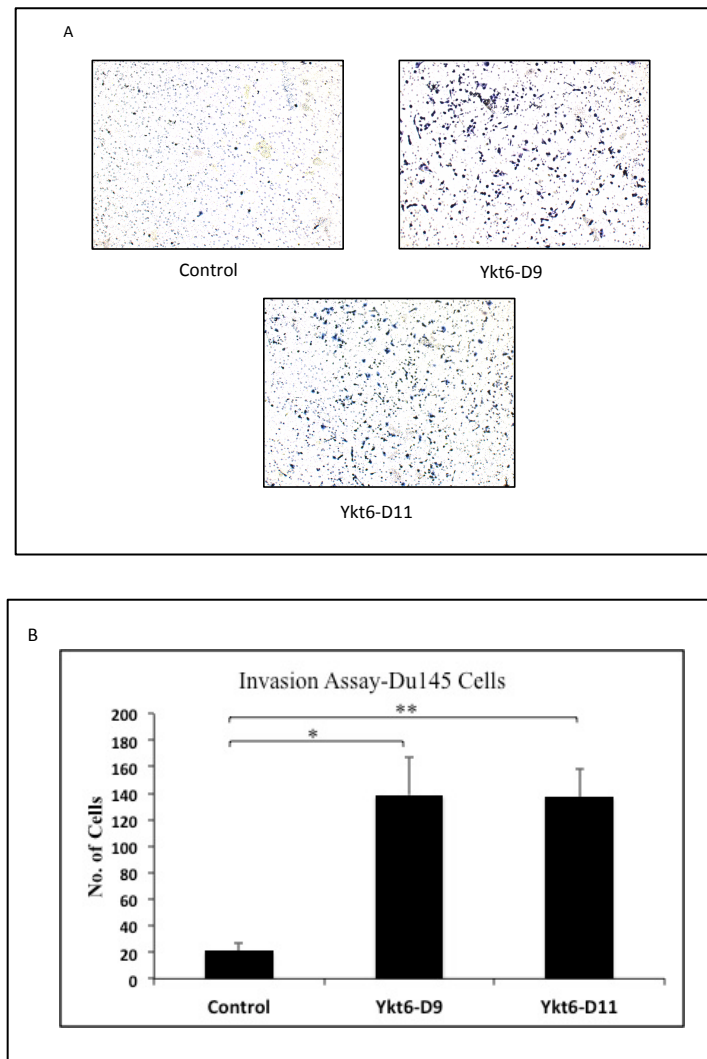 A
Control
Ykt6-D9
Ykt6-D11
B
Invasion Assay-Du145 Cells
**
*
No. of Cells
200
180
160
140
120
100
80
60
40
20
0
Control
Ykt6-D9
Ykt6-D11